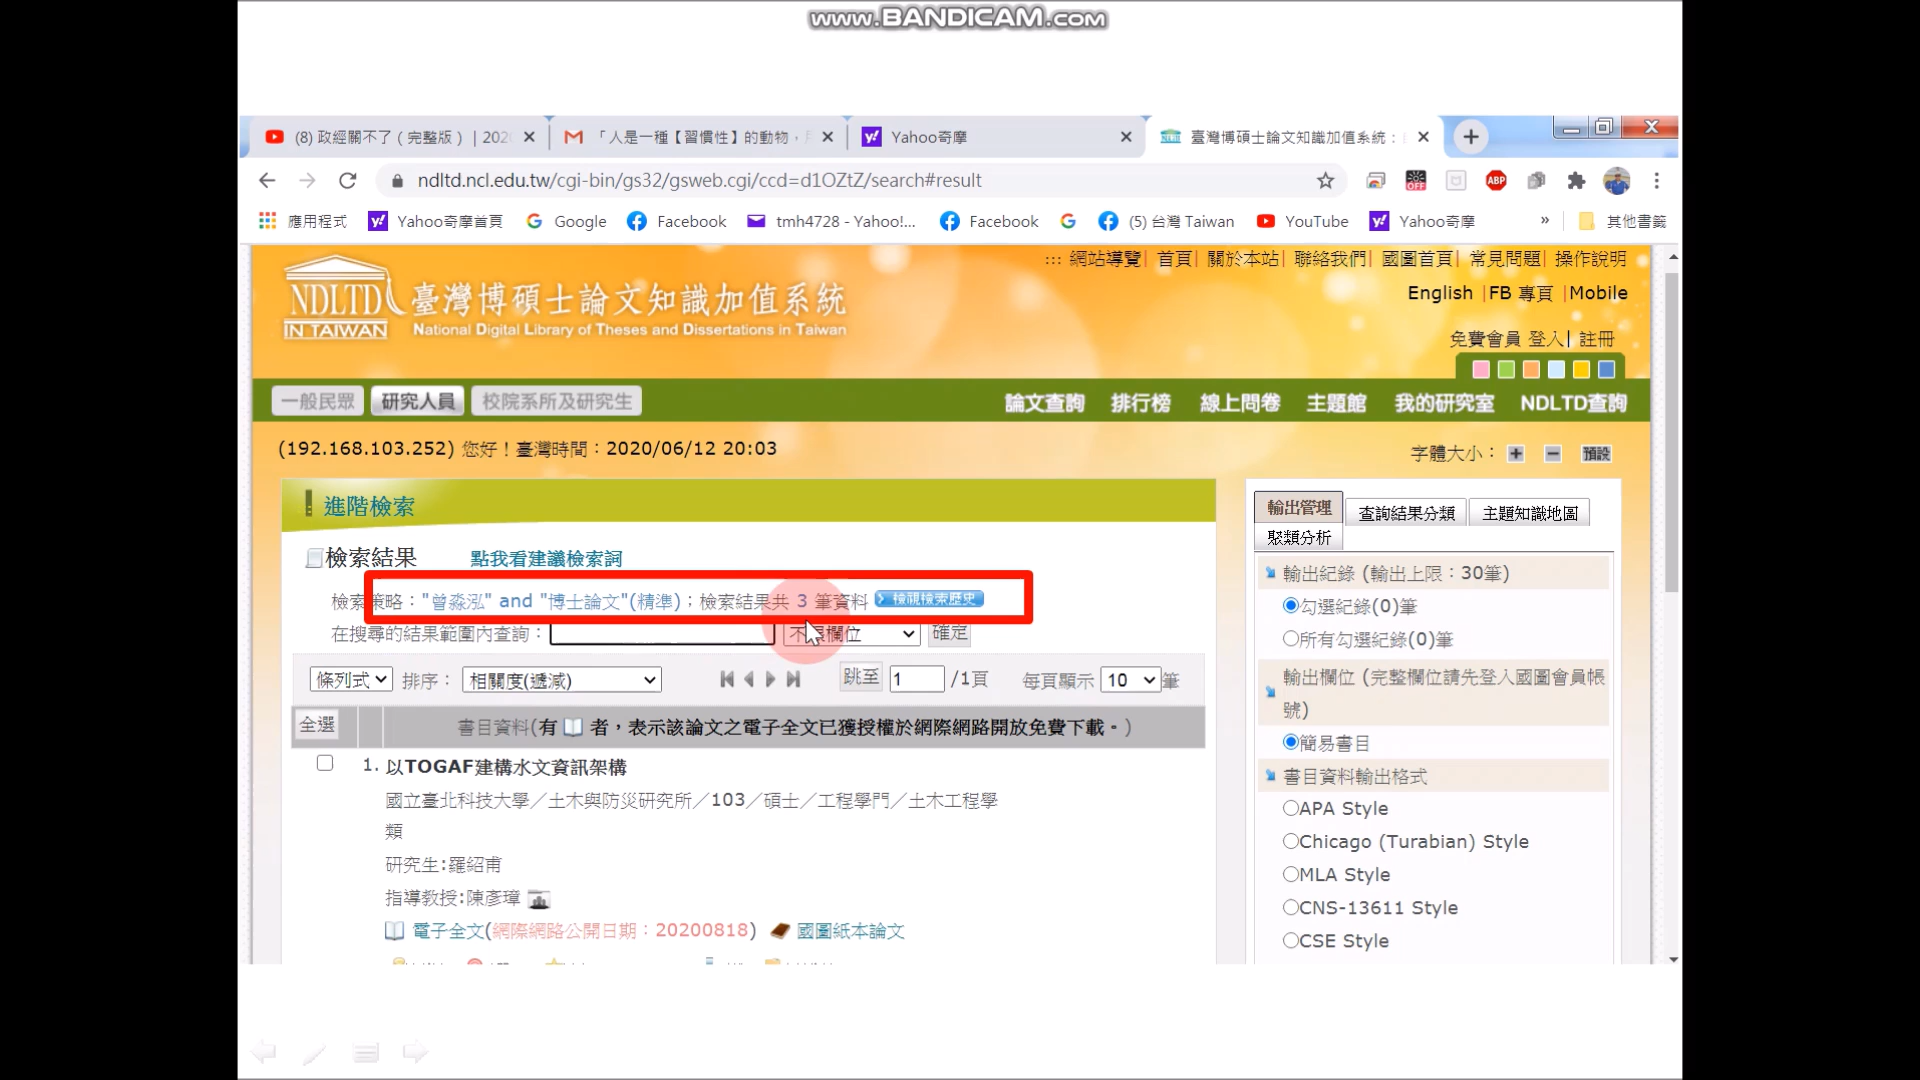 www.BANDICAM.com
(8) 政經關不了（完整版）| 202
「人是一種【習慣性】的動物，
Yahoo奇摩
臺灣博碩士論文知識加值系統：
ndltd.ncl.edu.tw/cgi-bin/gs32/gsweb.cgi/ccd=d1OZtZ/search#result
OFF
ABP
應用程式 Yahoo奇摩首頁 Google Facebook tmh4728 - Yahoo!... Facebook (5) 台灣 Taiwan YouTube Yahoo奇摩 » 其他書籤
::: 網站導覽| 首頁| 關於本站| 聯絡我們| 國圖首頁| 常見問題| 操作說明
English |FB 專頁 |Mobile
免費會員 登入| 註冊
NDLTD
IN TAIWAN
臺灣博碩士論文知識加值系統
National Digital Library of Theses and Dissertations in Taiwan
一般民眾 研究人員 校院系所及研究生
論文查詢 排行榜 線上問卷 主題館 我的研究室 NDLTD查詢
(192.168.103.252) 您好！臺灣時間：2020/06/12 20:03
字體大小： + − 預設
進階檢索
檢索結果 點我看建議檢索詞
檢索策略："曾淼泓" and "博士論文"(精準)；檢索結果共 3 筆資料 檢視檢索歷史
在搜尋的結果範圍內查詢： 不限欄位 確定
條列式 排序： 相關度(遞減) 跳至 1 /1頁 每頁顯示 10 筆
全選 書目資料(有 者，表示該論文之電子全文已獲授權於網際網路開放免費下載。)
1. 以TOGAF建構水文資訊架構
國立臺北科技大學／土木與防災研究所／103／碩士／工程學門／土木工程學
類
研究生:羅紹甫
指導教授:陳彥璋
電子全文(網際網路公開日期：20200818) 國圖紙本論文
輸出管理 查詢結果分類 主題知識地圖
聚類分析
輸出紀錄 (輸出上限：30筆)
勾選紀錄(0)筆
所有勾選紀錄(0)筆
輸出欄位 (完整欄位請先登入國圖會員帳
號)
簡易書目
書目資料輸出格式
APA Style
Chicago (Turabian) Style
MLA Style
CNS-13611 Style
CSE Style